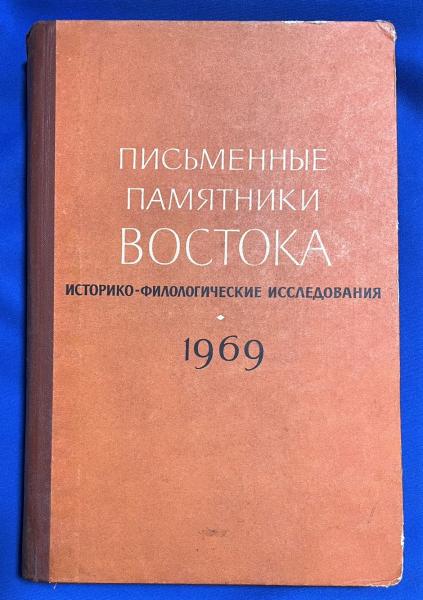 ПИСЬМЕННЫЕ
ПАМЯТНИКИ
ВОСТОКА
ИСТОРИКО-ФИЛОЛОГИЧЕСКИЕ ИССЛЕДОВАНИЯ
1969